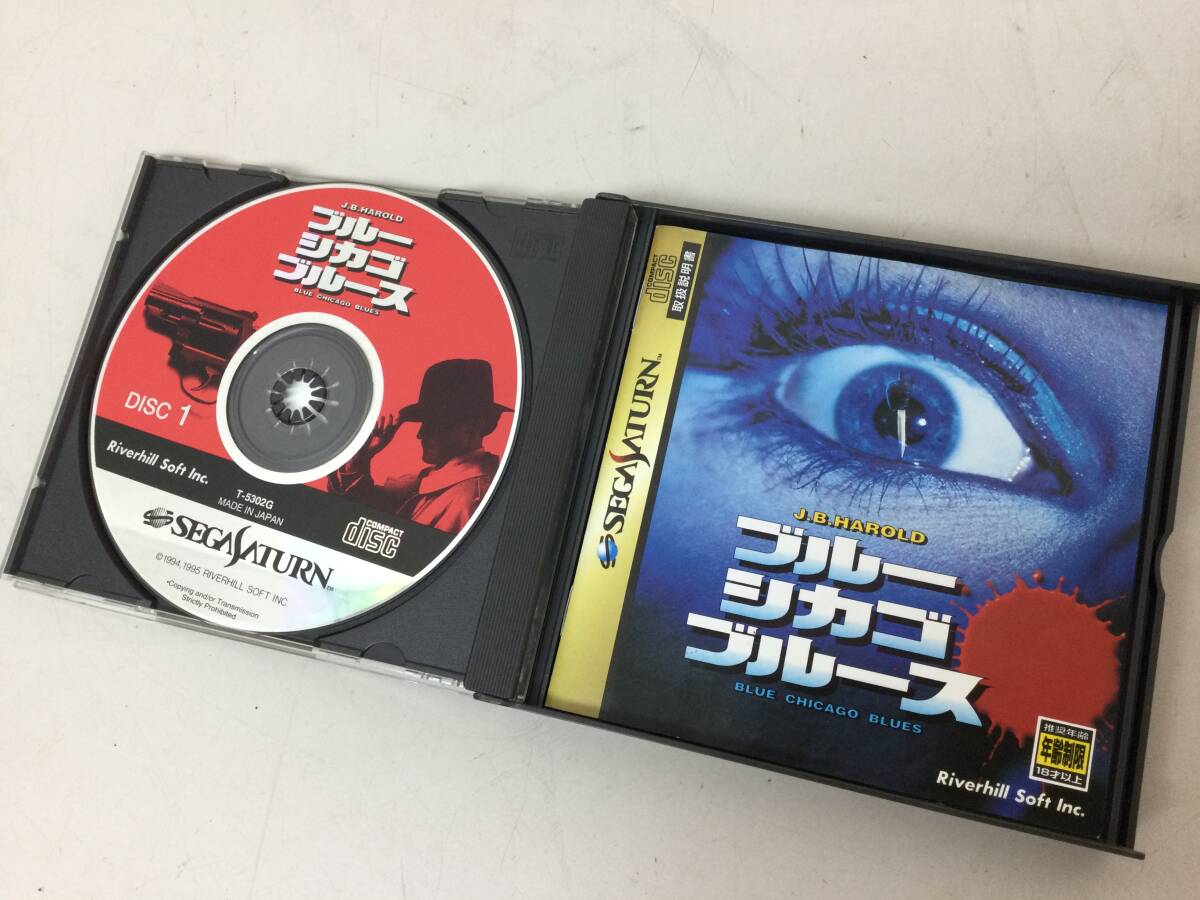 J.B.HAROLD
ブルー
シカゴ
ブルース
BLUE CHICAGO BLUES
DISC 1
Riverhill Soft Inc.
T-5302G
MADE IN JAPAN
COMPACT
disc
SEGA SATURN™
©1994,1995 RIVERHILL SOFT INC.
•Copying and/or Transmission
Strictly Prohibited.
COMPACT
disc
取扱説明書
SEGA SATURN™
J.B.HAROLD
ブルー
シカゴ
ブルース
BLUE CHICAGO BLUES
推奨年齢
年齢制限
18才以上
Riverhill Soft Inc.